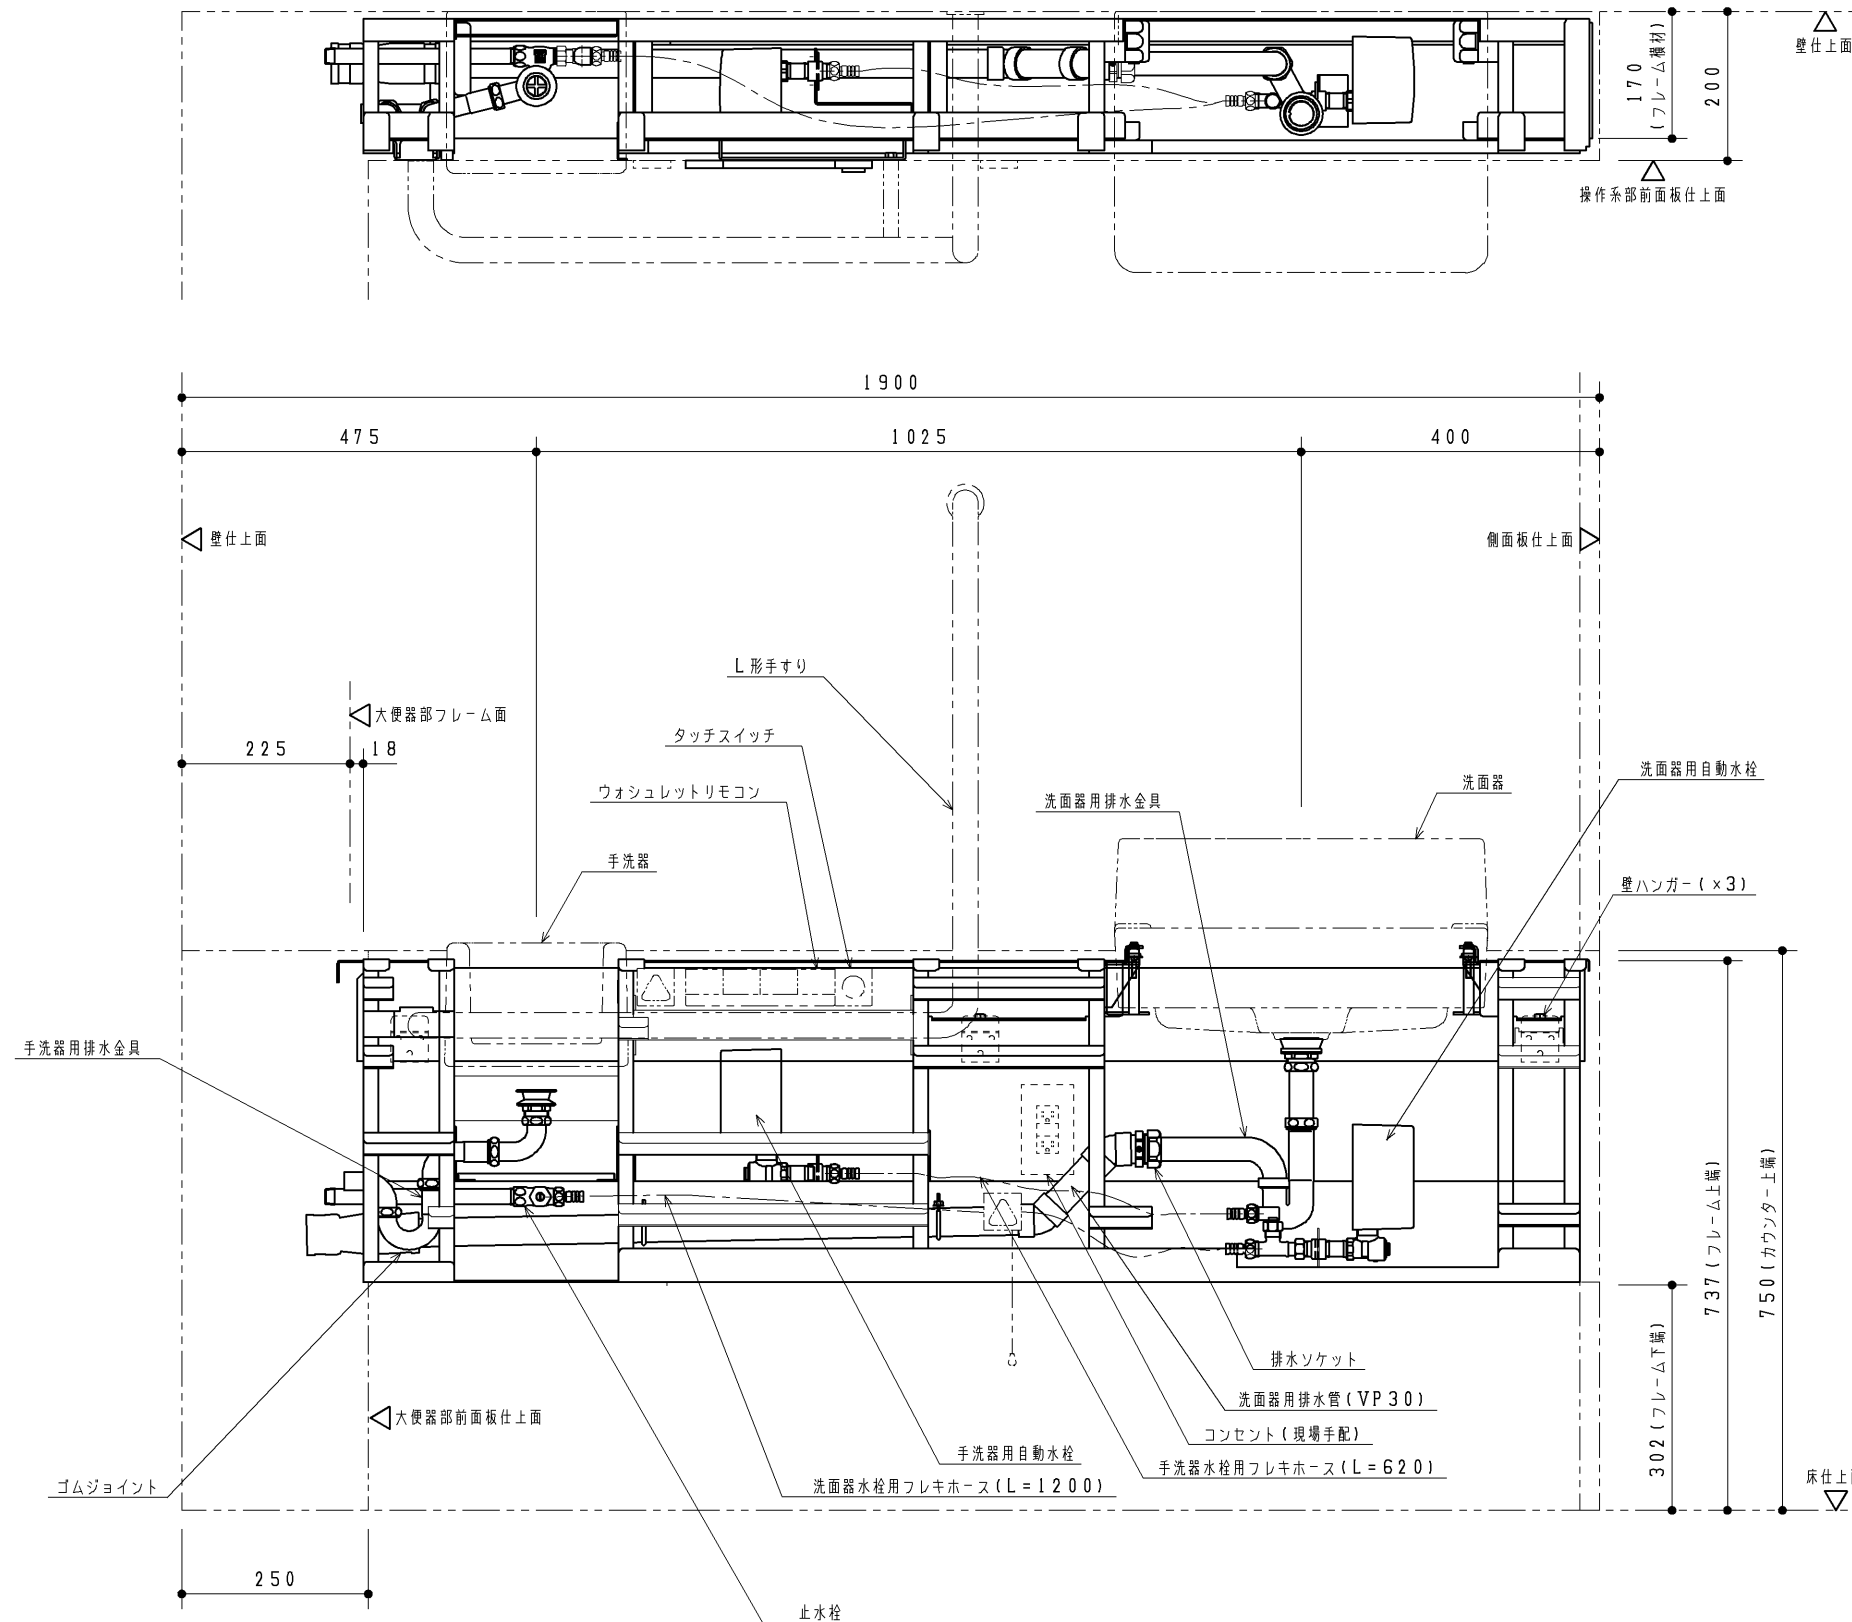 壁仕上面
170
(フレーム横材)
200
操作系部前面板仕上面
1900
475
1025
400
壁仕上面
側面板仕上面
L形手すり
大便器部フレーム面
225
18
タッチスイッチ
ウォシュレットリモコン
洗面器用自動水栓
洗面器
洗面器用排水金具
手洗器
壁ハンガー(×3)
手洗器用排水金具
737(フレーム上端)
750(カウンター上端)
302(フレーム下端)
排水ソケット
洗面器用排水管(VP30)
大便器部前面板仕上面
コンセント(現場手配)
手洗器用自動水栓
手洗器水栓用フレキホース(L=620)
ゴムジョイント
洗面器水栓用フレキホース(L=1200)
床仕上
250
止水栓